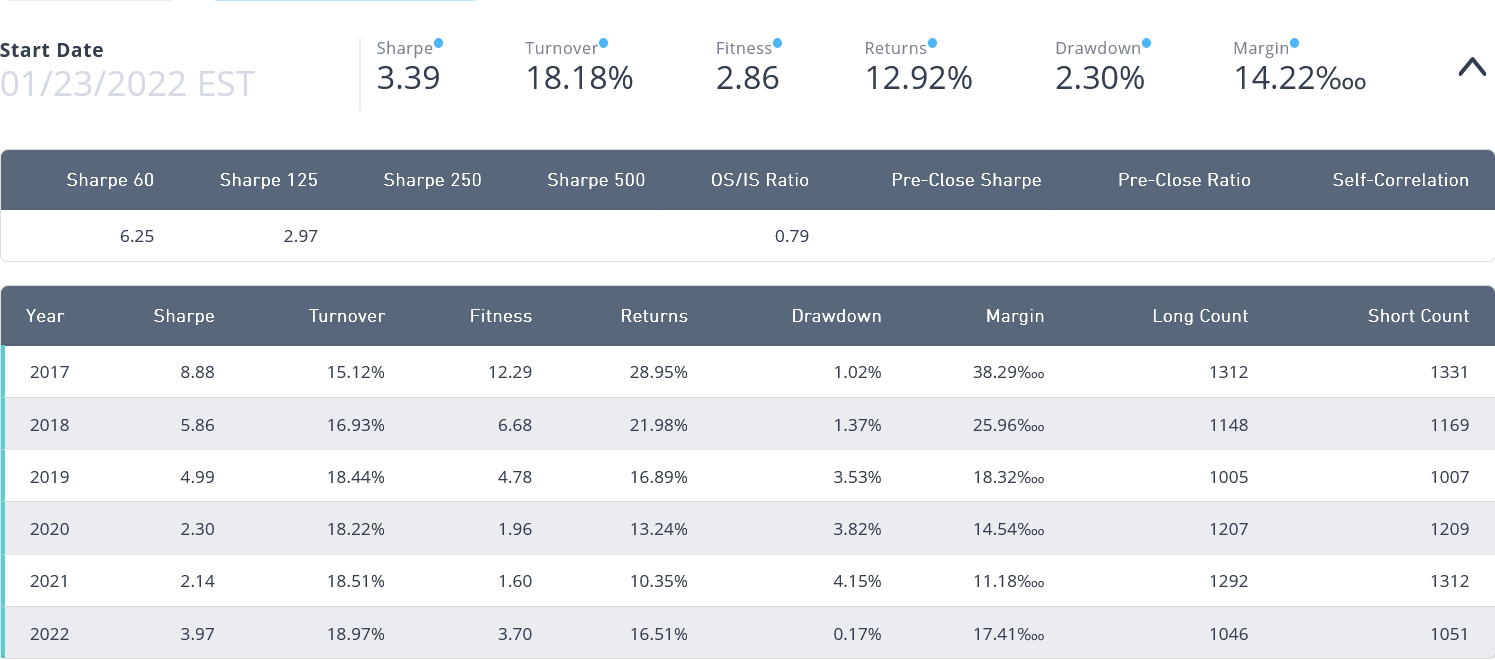 Start Date
01/23/2022 EST
Sharpe Turnover Fitness Returns Drawdown Margin
3.39 18.18% 2.86 12.92% 2.30% 14.22%oo
Sharpe 60 Sharpe 125 Sharpe 250 Sharpe 500 OS/IS Ratio Pre-Close Sharpe Pre-Close Ratio Self-Correlation
6.25 2.97 0.79
Year Sharpe Turnover Fitness Returns Drawdown Margin Long Count Short Count
2017 8.88 15.12% 12.29 28.95% 1.02% 38.29%oo 1312 1331
2018 5.86 16.93% 6.68 21.98% 1.37% 25.96%oo 1148 1169
2019 4.99 18.44% 4.78 16.89% 3.53% 18.32%oo 1005 1007
2020 2.30 18.22% 1.96 13.24% 3.82% 14.54%oo 1207 1209
2021 2.14 18.51% 1.60 10.35% 4.15% 11.18%oo 1292 1312
2022 3.97 18.97% 3.70 16.51% 0.17% 17.41%oo 1046 1051